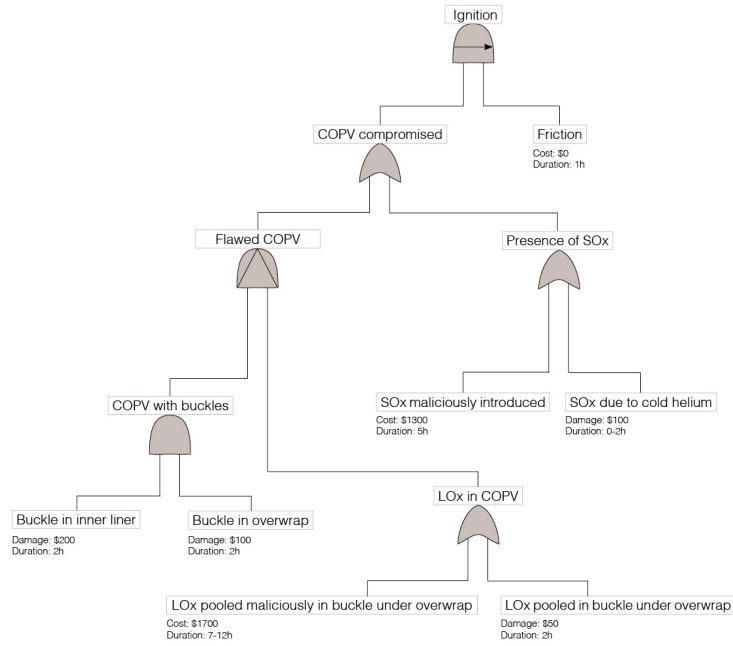 Ignition
COPV compromised
Friction
Cost: $0
Duration: 1h
Flawed COPV
Presence of SOx
COPV with buckles
SOx maliciously introduced
Cost: $1300
Duration: 5h
SOx due to cold helium
Damage: $100
Duration: 0-2h
LOx in COPV
Buckle in inner liner
Damage: $200
Duration: 2h
Buckle in overwrap
Damage: $100
Duration: 2h
LOx pooled maliciously in buckle under overwrap
Cost: $1700
Duration: 7-12h
LOx pooled in buckle under overwrap
Damage: $50
Duration: 2h